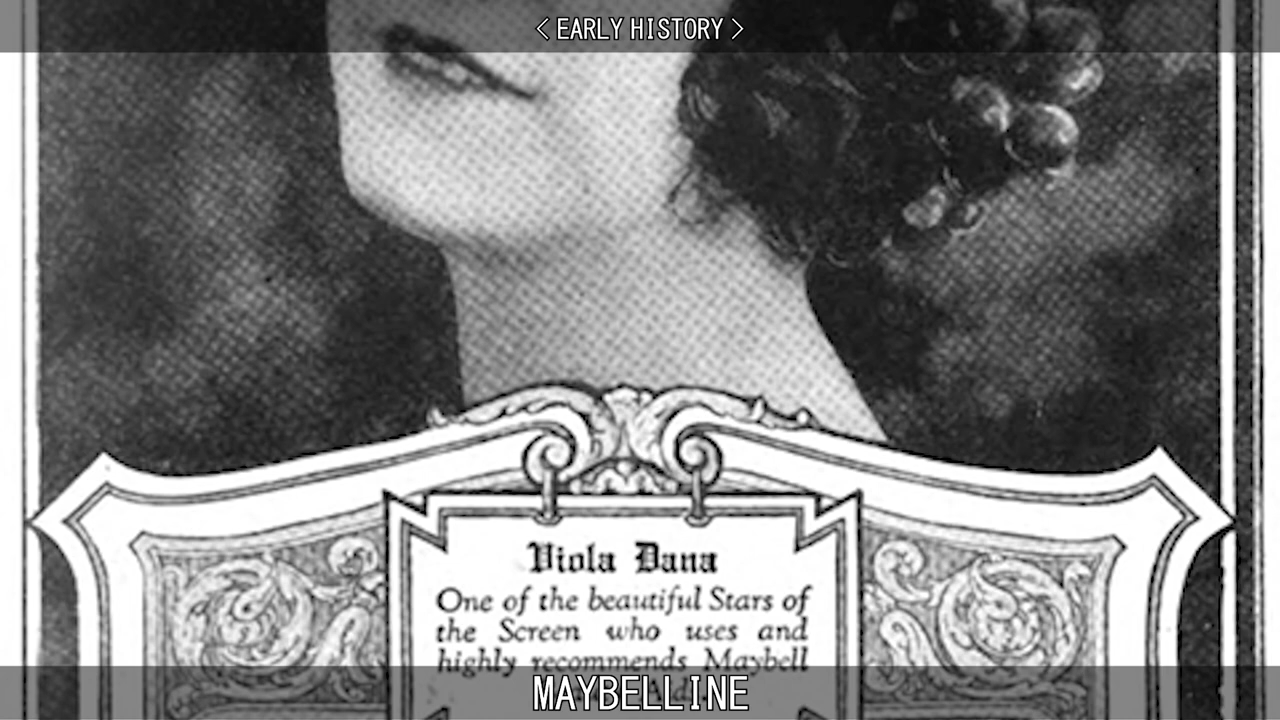 < EARLY HISTORY >
Viola Dana
One of the beautiful Stars of
the Screen who uses and
highly recommends Maybell
MAYBELLINE